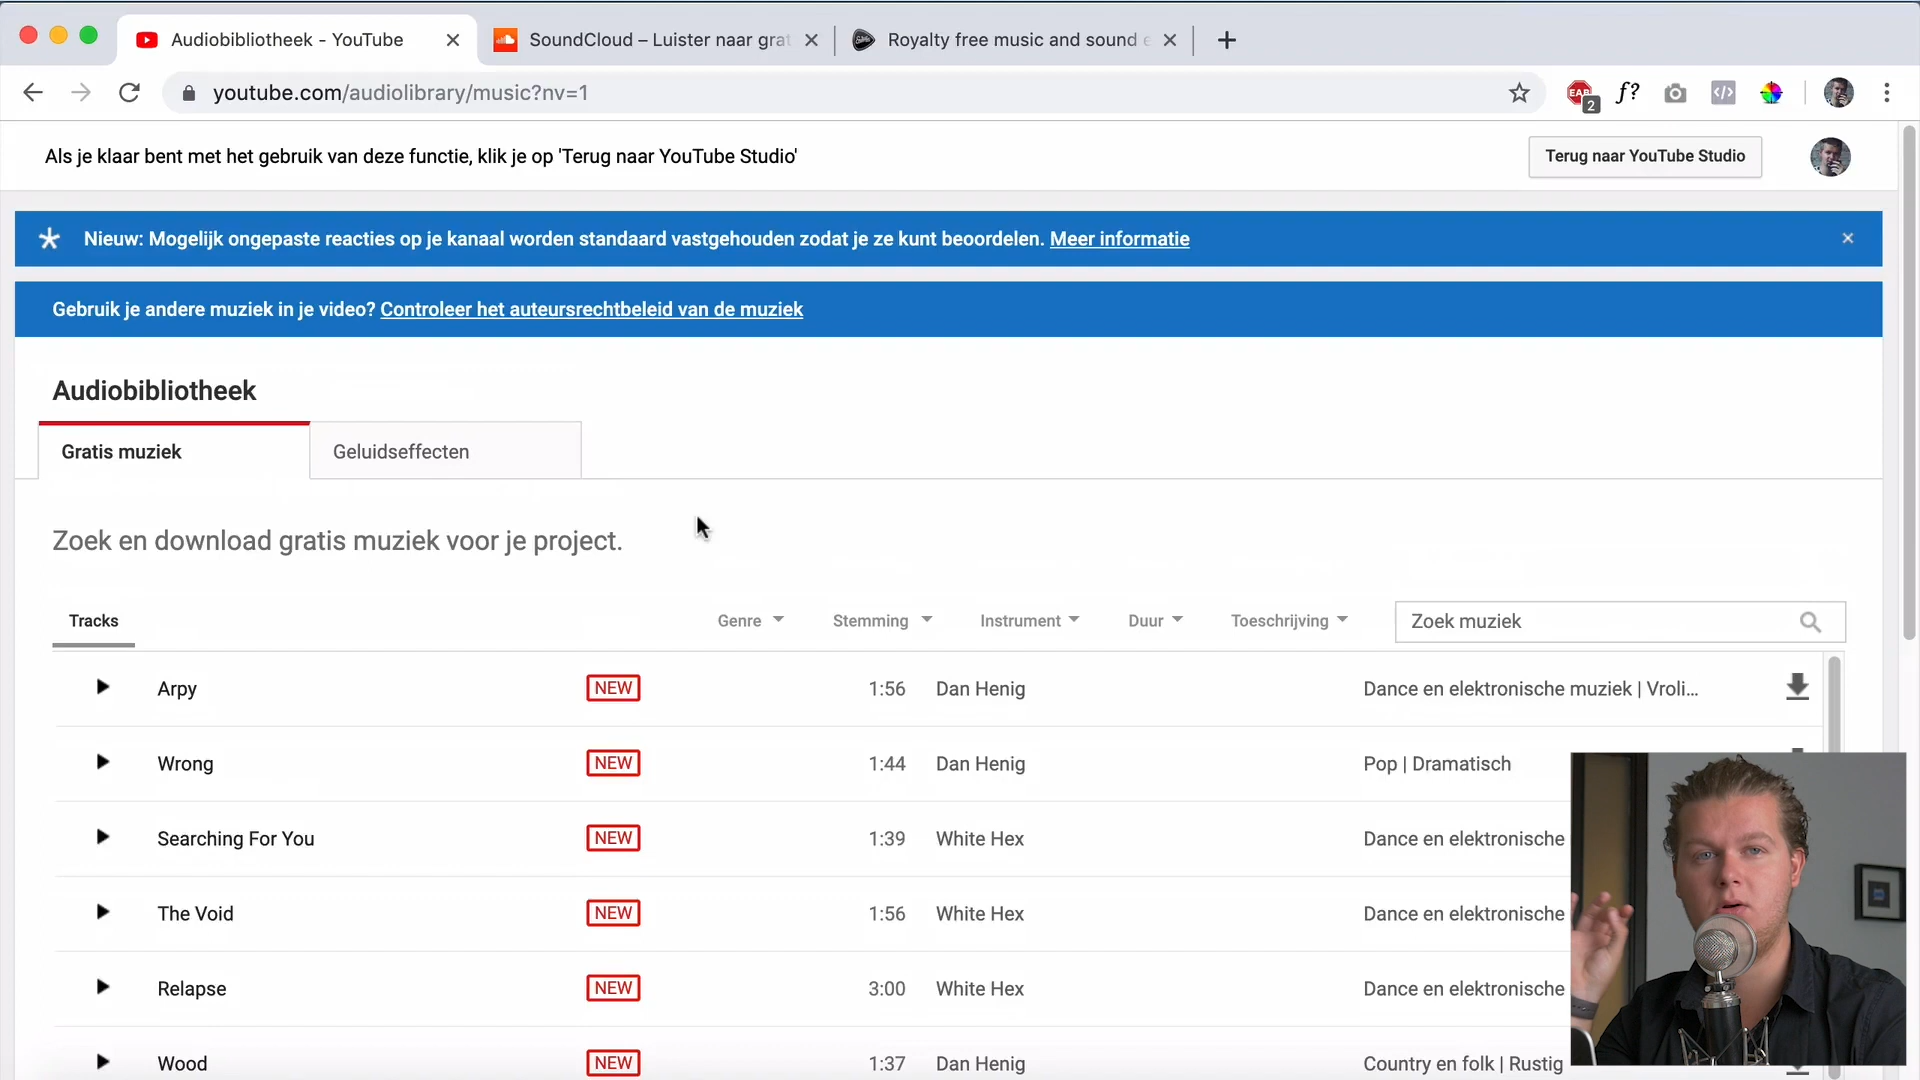 Audiobibliotheek - YouTube
SoundCloud – Luister naar grat
Royalty free music and sound e
youtube.com/audiolibrary/music?nv=1
EAB
2
f?
Als je klaar bent met het gebruik van deze functie, klik je op 'Terug naar YouTube Studio'
Terug naar YouTube Studio
Nieuw: Mogelijk ongepaste reacties op je kanaal worden standaard vastgehouden zodat je ze kunt beoordelen. Meer informatie
Gebruik je andere muziek in je video? Controleer het auteursrechtbeleid van de muziek
Audiobibliotheek
Gratis muziek
Geluidseffecten
Zoek en download gratis muziek voor je project.
Tracks
Genre
Stemming
Instrument
Duur
Toeschrijving
Zoek muziek
Arpy NEW 1:56 Dan Henig Dance en elektronische muziek | Vroli...
Wrong NEW 1:44 Dan Henig Pop | Dramatisch
Searching For You NEW 1:39 White Hex Dance en elektronische
The Void NEW 1:56 White Hex Dance en elektronische
Relapse NEW 3:00 White Hex Dance en elektronische
Wood NEW 1:37 Dan Henig Country en folk | Rustig